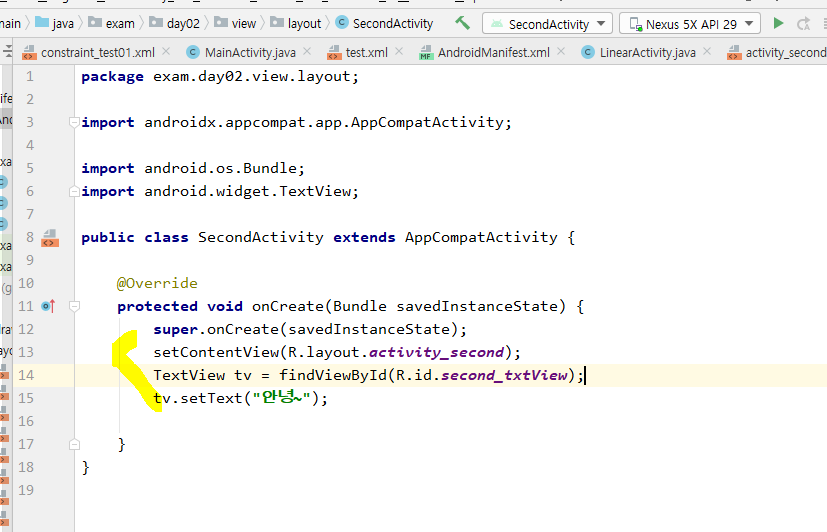 main
java
exam
day02
view
layout
SecondActivity
SecondActivity
Nexus 5X API 29
constraint_test01.xml
MainActivity.java
test.xml
AndroidManifest.xml
LinearActivity.java
activity_second
1 package exam.day02.view.layout;
2
3 import androidx.appcompat.app.AppCompatActivity;
4
5 import android.os.Bundle;
6 import android.widget.TextView;
7
8 public class SecondActivity extends AppCompatActivity {
9
10 @Override
11 protected void onCreate(Bundle savedInstanceState) {
12 super.onCreate(savedInstanceState);
13 setContentView(R.layout.activity_second);
14 TextView tv = findViewById(R.id.second_txtView);
15 tv.setText("안녕~");
16
17 }
18 }
19